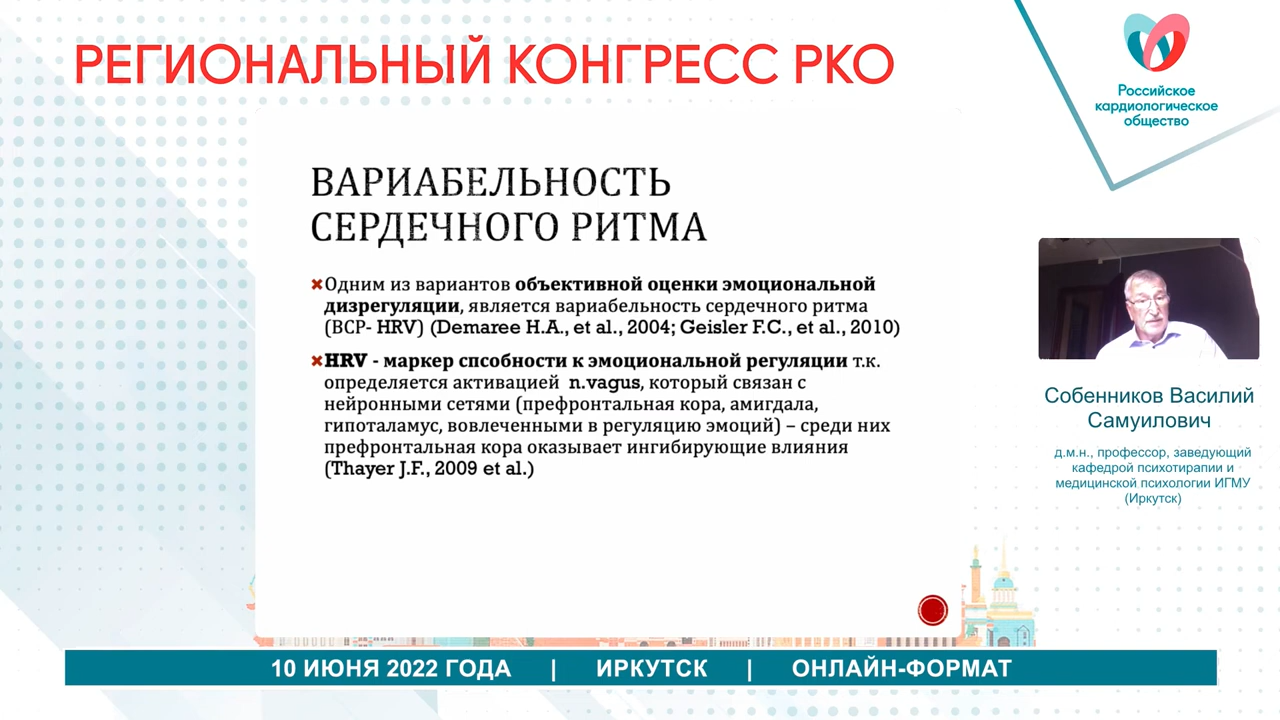 РЕГИОНАЛЬНЫЙ КОНГРЕСС РКО
Российское
кардиологическое
общество
ВАРИАБЕЛЬНОСТЬ
СЕРДЕЧНОГО РИТМА
Одним из вариантов объективной оценки эмоциональной
дизрегуляции, является вариабельность сердечного ритма
(ВСР- HRV) (Demaree H.A., et al., 2004; Geisler F.C., et al., 2010)
HRV - маркер спсобности к эмоциональной регуляции т.к.
определяется активацией n.vagus, который связан с
нейронными сетями (префронтальная кора, амигдала,
гипоталамус, вовлеченными в регуляцию эмоций) – среди них
префронтальная кора оказывает ингибирующие влияния
(Thayer J.F., 2009 et al.)
Собенников Василий
Самуилович
д.м.н., профессор, заведующий
кафедрой психотирапии и
медицинской психологии ИГМУ
(Иркутск)
10 ИЮНЯ 2022 ГОДА | ИРКУТСК | ОНЛАЙН-ФОРМАТ